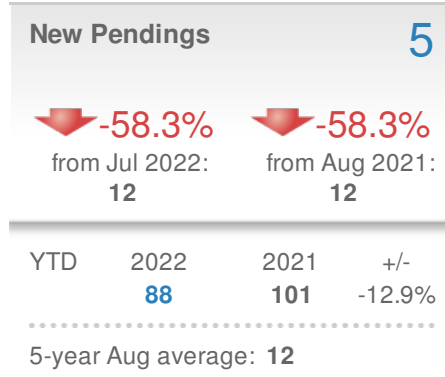 New Pendings 5
-58.3% -58.3%
from Jul 2022: from Aug 2021:
12 12
YTD 2022 2021 +/-
88 101 -12.9%
5-year Aug average: 12